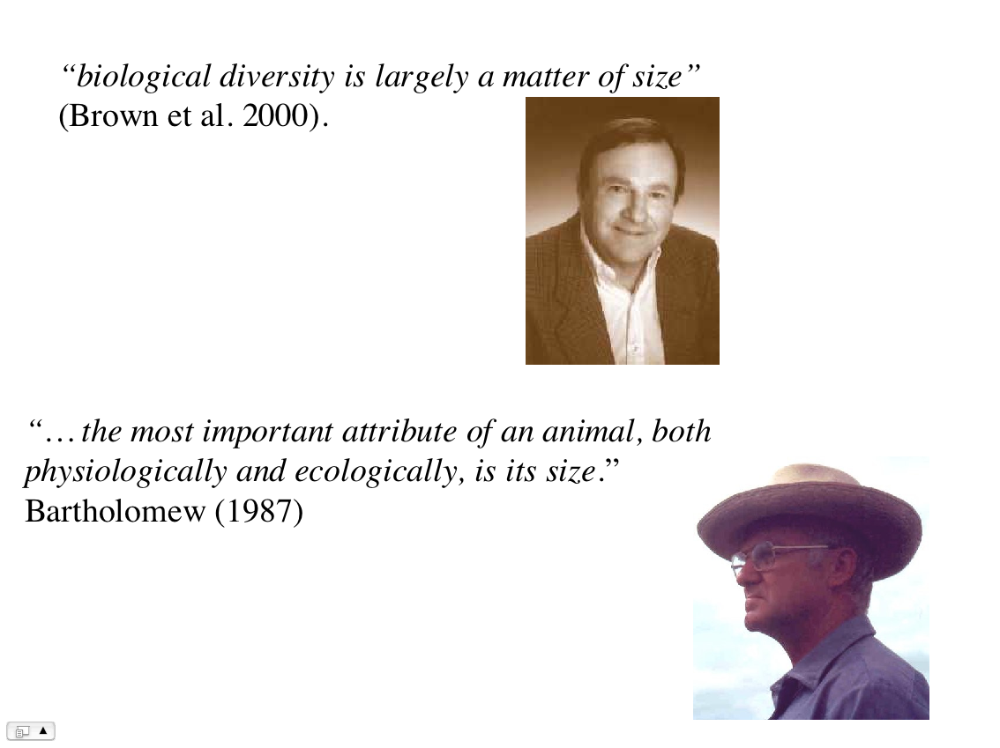 “biological diversity is largely a matter of size”
(Brown et al. 2000).
“… the most important attribute of an animal, both
physiologically and ecologically, is its size.”
Bartholomew (1987)